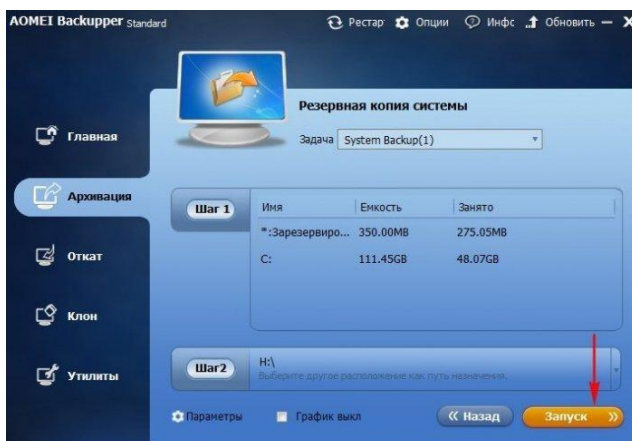 AOMEI Backupper Standard
Рестар Опции Инфс Обновить
Резервная копия системы
Главная
Задача System Backup(1)
Архивация
Шаг 1
Имя Емкость Занято
*:Зарезервиро... 350.00MB 275.05MB
C: 111.45GB 48.07GB
Откат
Клон
Утилиты
Шаг2
H:\
Выберите другое расположение как путь назначения.
Параметры График выкл << Назад Запуск >>